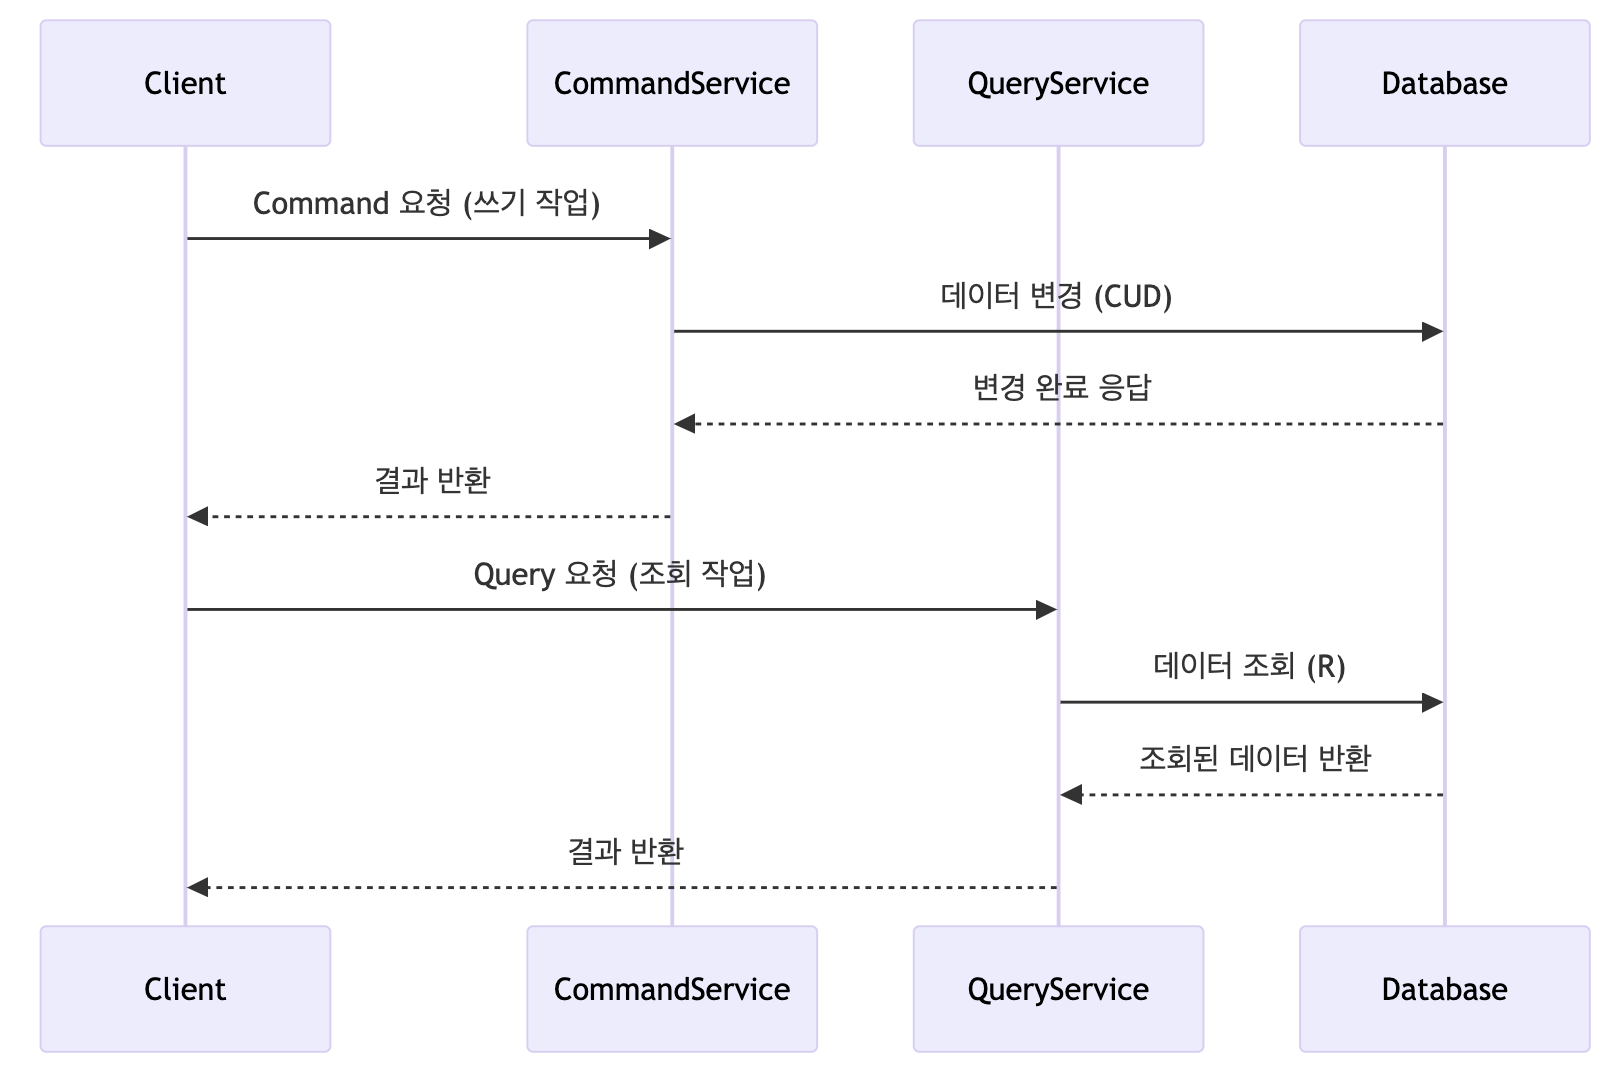 Client
CommandService
QueryService
Database
Command 요청 (쓰기 작업)
데이터 변경 (CUD)
변경 완료 응답
결과 반환
Query 요청 (조회 작업)
데이터 조회 (R)
조회된 데이터 반환
결과 반환
Client
CommandService
QueryService
Database